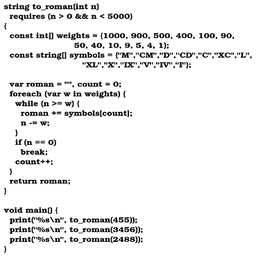 string to_roman(int n)
requires (n > 0 && n < 5000)
{
const int[] weights = {1000, 900, 500, 400, 100, 90,
50, 40, 10, 9, 5, 4, 1};
const string[] symbols = {"M","CM","D","CD","C","XC","L",
"XL","X","IX","V","IV","I"};
var roman = "", count = 0;
foreach (var w in weights) {
while (n >= w) {
roman += symbols[count];
n -= w;
}
if (n == 0)
break;
count++;
}
return roman;
}
void main() {
print("%s\n", to_roman(455));
print("%s\n", to_roman(3456));
print("%s\n", to_roman(2488));
}